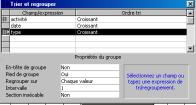 Trier et regrouper
Champ/expression Ordre tri
activité Croissant
date Croissant
type Croissant
Propriétés du groupe
En-tête de groupe Non
Pied de groupe Oui
Regrouper sur Chaque valeur
Intervalle 1
Section insécable Non
Sélectionnez un champ ou
tapez une expression de
tri/regroupement.